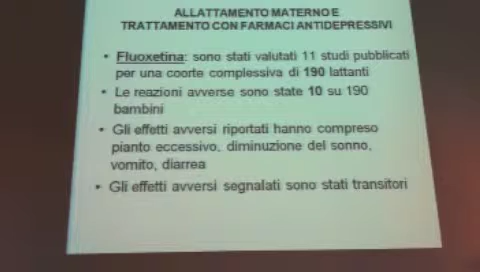 ALLATTAMENTO MATERNO E
TRATTAMENTO CON FARMACI ANTIDEPRESSIVI
• Fluoxetina: sono stati valutati 11 studi pubblicati
per una coorte complessiva di 190 lattanti
• Le reazioni avverse sono state 10 su 190
bambini
• Gli effetti avversi riportati hanno compreso
pianto eccessivo, diminuzione del sonno,
vomito, diarrea
• Gli effetti avversi segnalati sono stati transitori